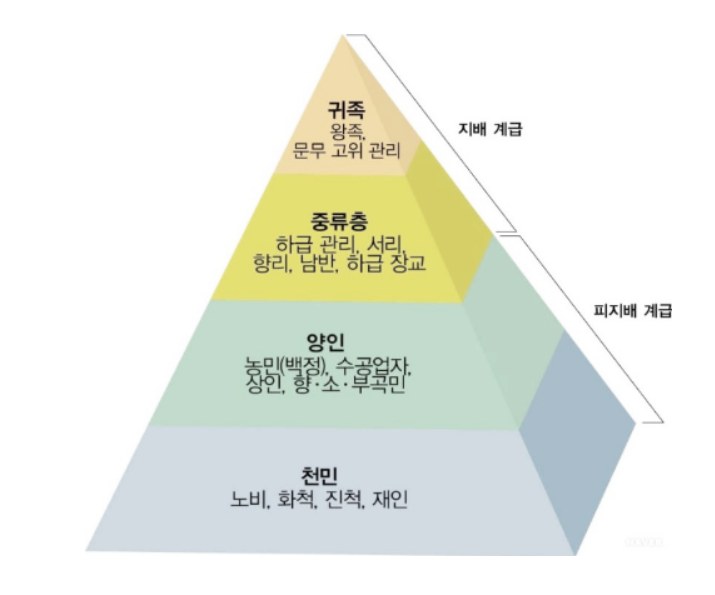 귀족
왕족,
문무 고위 관리
지배 계급
중류층
하급 관리, 서리,
향리, 남반, 하급 장교
피지배 계급
양인
농민(백정), 수공업자,
상인, 향·소·부곡민
천민
노비, 화척, 진척, 재인